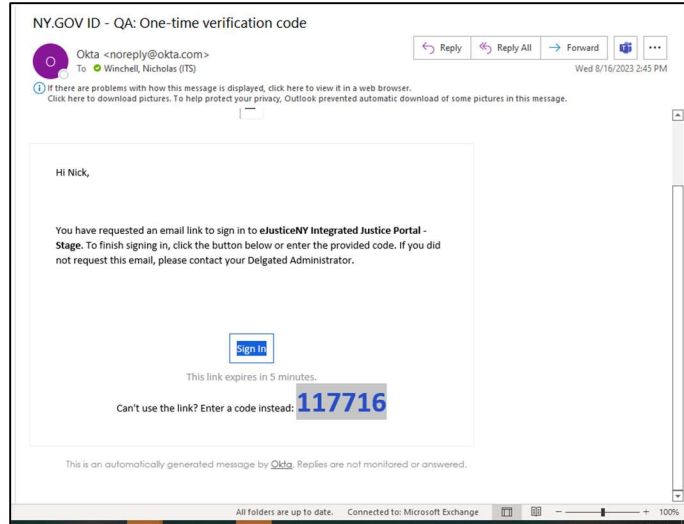 NY.GOV ID - QA: One-time verification code
O
Okta <noreply@okta.com>
To Winchell, Nicholas (ITS)
Reply
Reply All
Forward
Wed 8/16/2023 2:45 PM
If there are problems with how this message is displayed, click here to view it in a web browser.
Click here to download pictures. To help protect your privacy, Outlook prevented automatic download of some pictures in this message.
Hi Nick,
You have requested an email link to sign in to eJusticeNY Integrated Justice Portal -
Stage. To finish signing in, click the button below or enter the provided code. If you did
not request this email, please contact your Delgated Administrator.
Sign In
This link expires in 5 minutes.
Can't use the link? Enter a code instead: 117716
This is an automatically generated message by Okta. Replies are not monitored or answered.
All folders are up to date. Connected to: Microsoft Exchange 100%